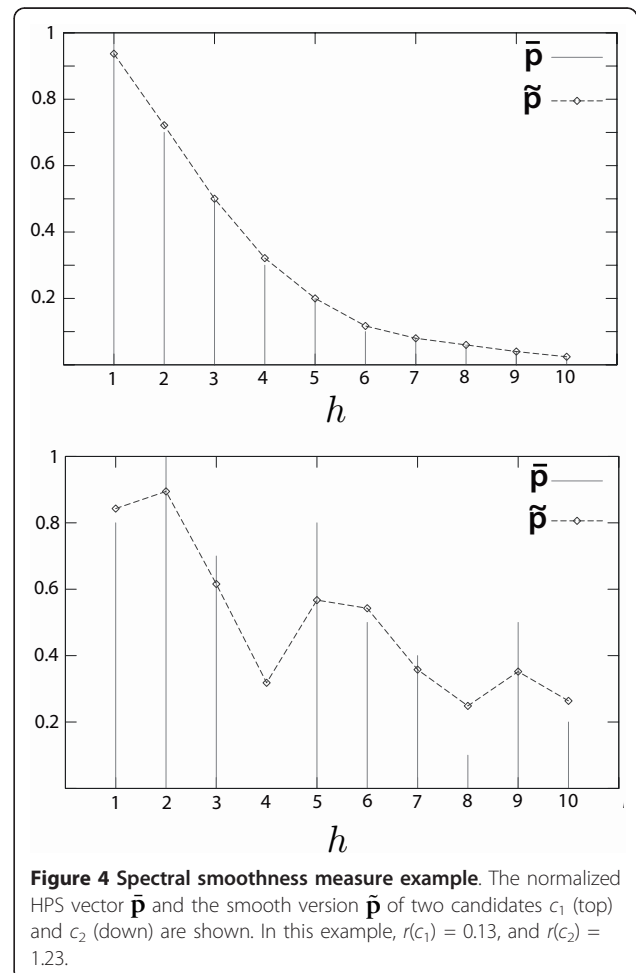 1
p̄
0.8
p̃
0.6
0.4
0.2
1 2 3 4 5 6 7 8 9 10
h
1
p̄
0.8
p̃
0.6
0.4
0.2
1 2 3 4 5 6 7 8 9 10
h
Figure 4 Spectral smoothness measure example. The normalized
HPS vector p̄ and the smooth version p̃ of two candidates c₁ (top)
and c₂ (down) are shown. In this example, r(c₁) = 0.13, and r(c₂) =
1.23.